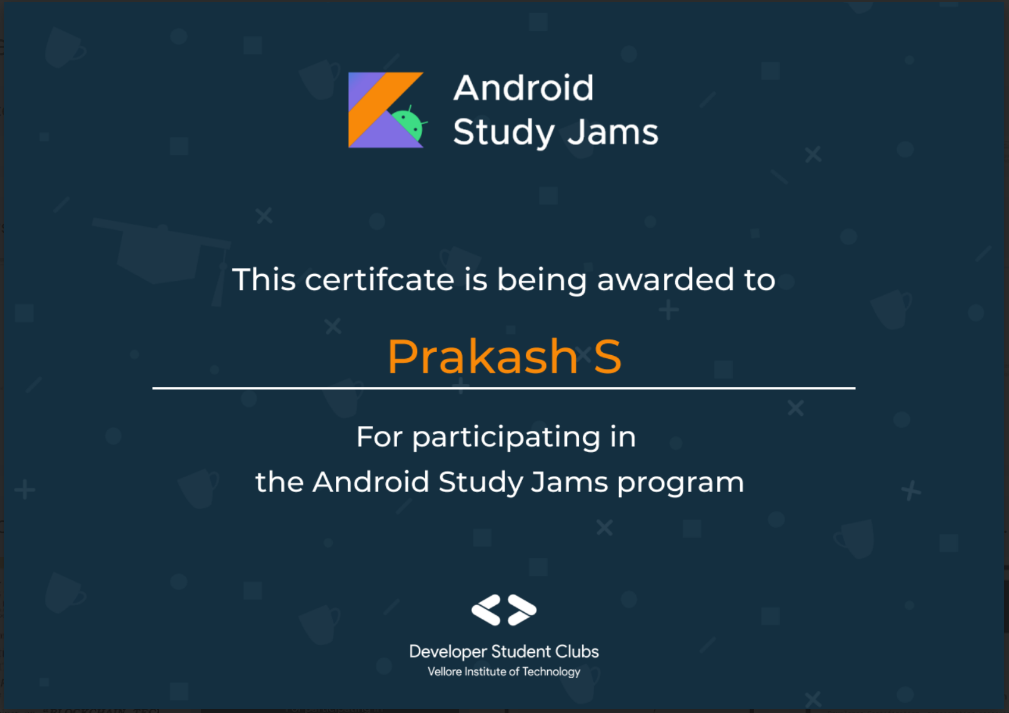 Android
Study Jams
This certifcate is being awarded to
Prakash S
For participating in
the Android Study Jams program
Developer Student Clubs
Vellore Institute of Technology